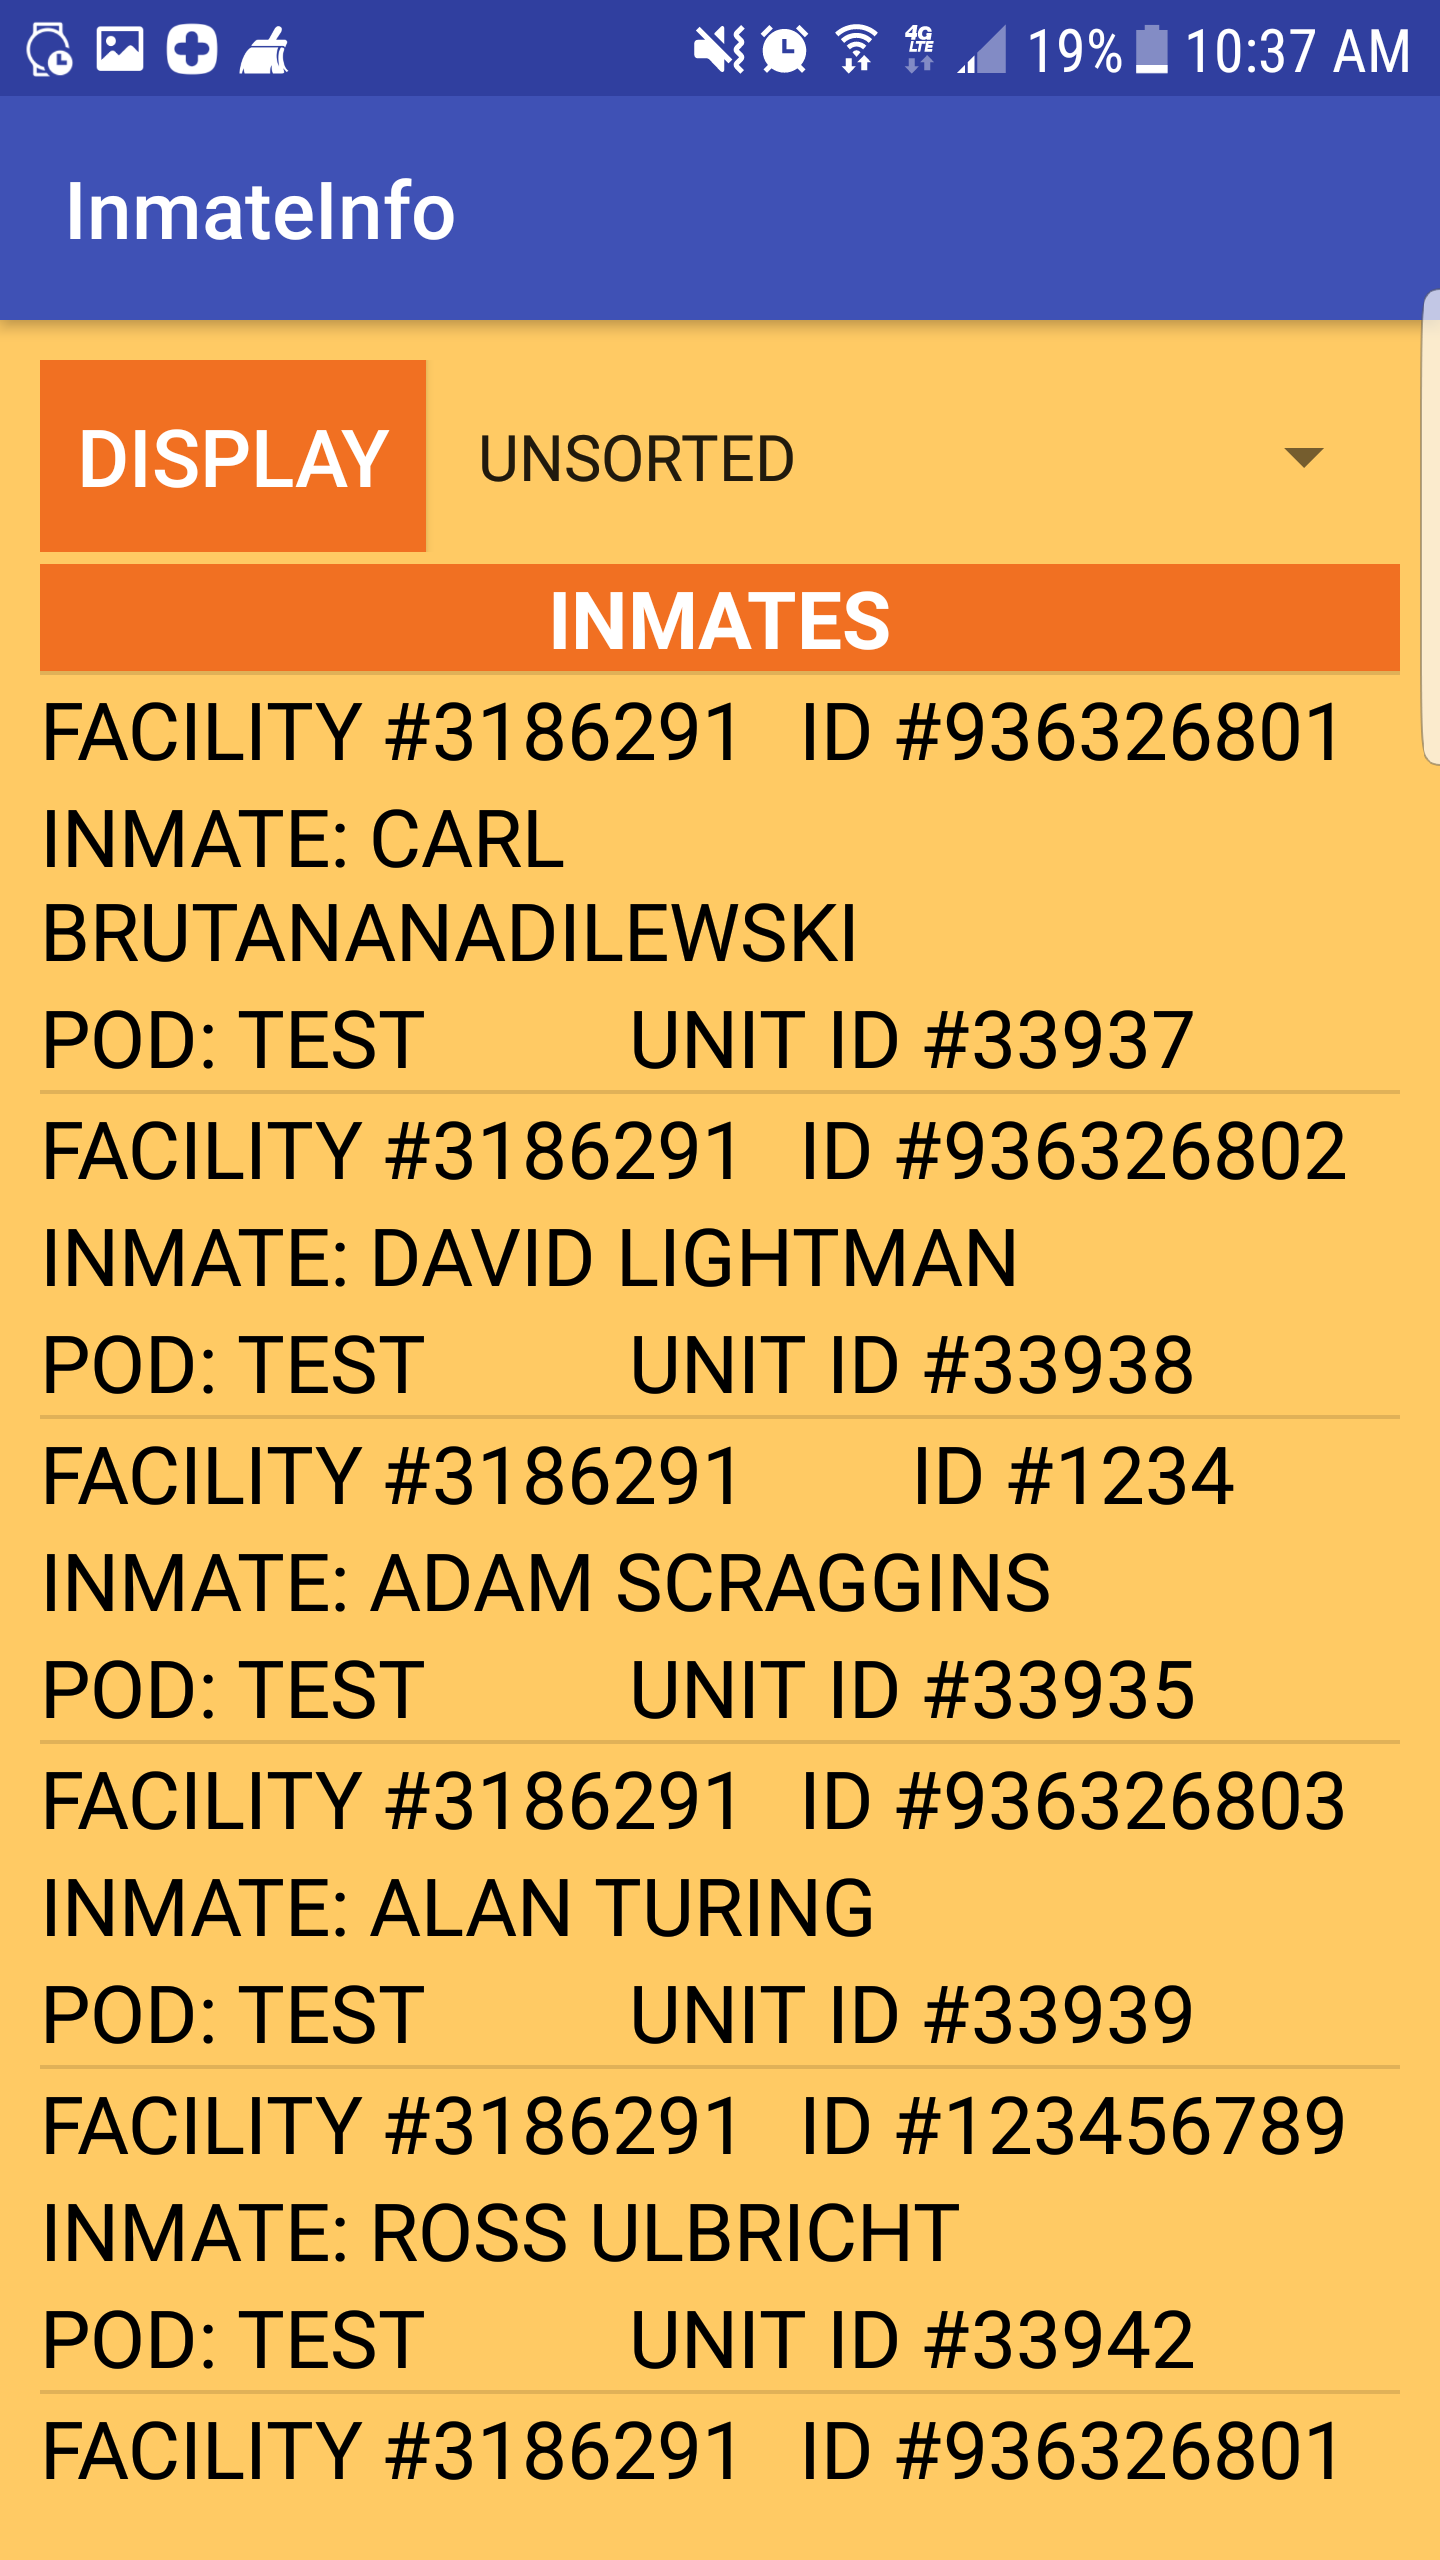 4G
LTE
19% 10:37 AM
InmateInfo
DISPLAY UNSORTED
INMATES
FACILITY #3186291 ID #936326801
INMATE: CARL
BRUTANANADILEWSKI
POD: TEST UNIT ID #33937
FACILITY #3186291 ID #936326802
INMATE: DAVID LIGHTMAN
POD: TEST UNIT ID #33938
FACILITY #3186291 ID #1234
INMATE: ADAM SCRAGGINS
POD: TEST UNIT ID #33935
FACILITY #3186291 ID #936326803
INMATE: ALAN TURING
POD: TEST UNIT ID #33939
FACILITY #3186291 ID #123456789
INMATE: ROSS ULBRICHT
POD: TEST UNIT ID #33942
FACILITY #3186291 ID #936326801